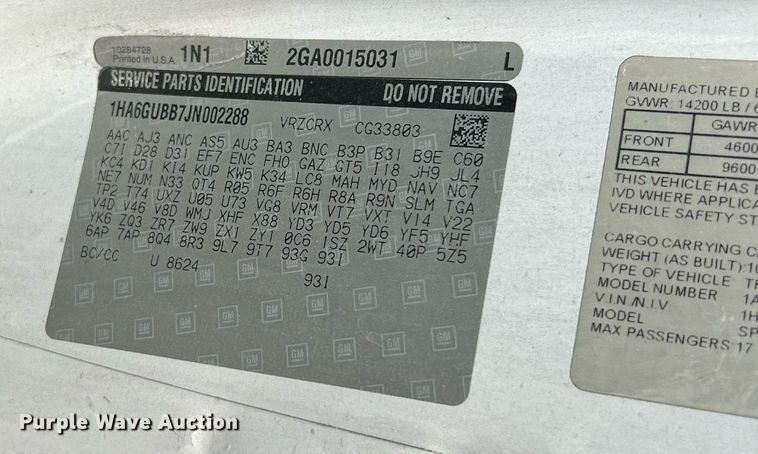 10284728
Printed in U.S.A. 1N1 2GA0015031 L
SERVICE PARTS IDENTIFICATION DO NOT REMOVE
1HA6GUBB7JN002288 VRZCRX CG33803
AAC AJ3 ANC AS5 AU3 BA3 BNC B3P B31 B9E C60
C7I D28 D31 EF7 ENC FHO GAZ GT5 I18 JH9 JL4
KC4 KD1 K14 KUP KW5 K34 LC8 MAH MYD NAV NC7
NE7 NUM N33 QT4 R05 R6F R6H R8A R9N SLM TGA
TP2 T74 UXZ U05 U73 VG8 VRM VT7 VXT V14 V22
V4D V46 V8D WMJ XHF X88 YD3 YD5 YD6 YF5 YHF
YK6 ZQ3 ZR7 ZW9 ZX1 ZY1 0C6 1SZ 2WT 40P 5Z5
6AP 7AP 8Q4 8R3 9L7 9T7 93G 93I
BC/CC U 8624 93I
MANUFACTURED
GVWR: 14200 LB /
GAWR
FRONT 4600
REAR 9600
THIS VEHICLE HAS
IVD WHERE
VEHICLE SAFETY
CARGO CARRYING
WEIGHT (AS BUILT):
TYPE OF VEHICLE
MODEL NUMBER
V.I.N./N.I.V
MODEL
MAX PASSENGERS 17
GM
Purple Wave Auction